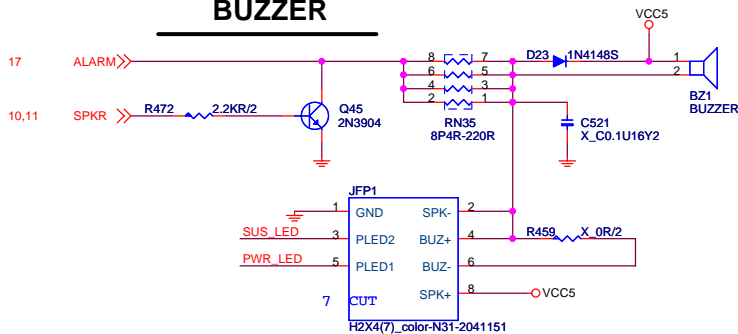 BUZZER
VCC5
17 ALARM
8 7 D23 1N4148S 1
6 5 2
4 3
2 1
BZ1
BUZZER
10,11 SPKR R472 2.2KR/2 Q45
2N3904
RN35
8P4R-220R
C521
X_C0.1U16Y2
JFP1
1 GND SPK- 2
SUS_LED 3 PLED2 BUZ+ 4 R459 X_0R/2
PWR_LED 5 PLED1 BUZ- 6
7 CUT SPK+ 8 VCC5
H2X4(7)_color-N31-2041151